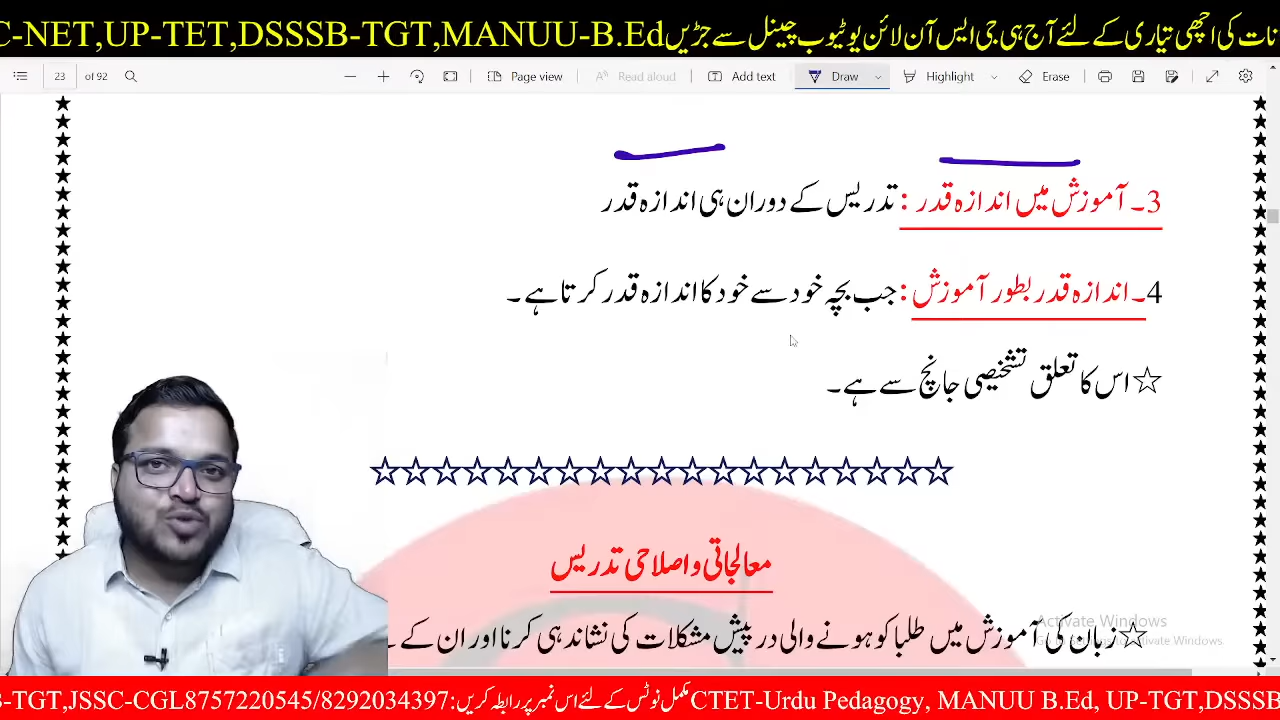 نات کی اچھی تیاری کے لئے آج ہی جی ایس آن لائن یوٹیوب چینل سے جڑیں C-NET,UP-TET,DSSSB-TGT,MANUU-B.Ed
23 of 92 Page view Read aloud Add text Draw Highlight Erase
3۔ آموزش میں اندازہ قدر : تدریس کے دوران ہی اندازہ قدر
4۔ اندازہ قدر بطور آموزش : جب بچہ خود سے خود کا اندازہ قدر کرتا ہے۔
☆ اس کا تعلق تشخیصی جانچ سے ہے۔
☆☆☆☆☆☆☆☆☆☆☆☆☆☆☆☆☆☆☆
معالجاتی و اصلاحی تدریس
☆ زبان کی آموزش میں طلبا کو ہونے والی درپیش مشکلات کی نشاندہی کرنا اور ان کے
Activate Windows
B-TGT,JSSC-CGL مکمل نوٹس کے لئے اس نمبر پر رابطہ کریں: 8757220545/8292034397 CTET-Urdu Pedagogy, MANUU B.Ed, UP-TGT,DSSSB